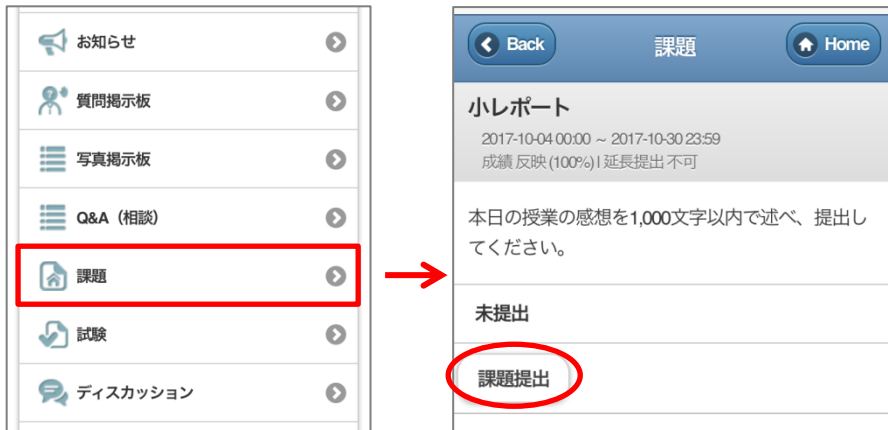 お知らせ
質問掲示板
写真掲示板
Q&A（相談）
課題
試験
ディスカッション
Back
課題
Home
小レポート
2017-10-04 00:00 ~ 2017-10-30 23:59
成績 反映 (100%) | 延長提出 不可
本日の授業の感想を1,000文字以内で述べ、提出し
てください。
未提出
課題提出